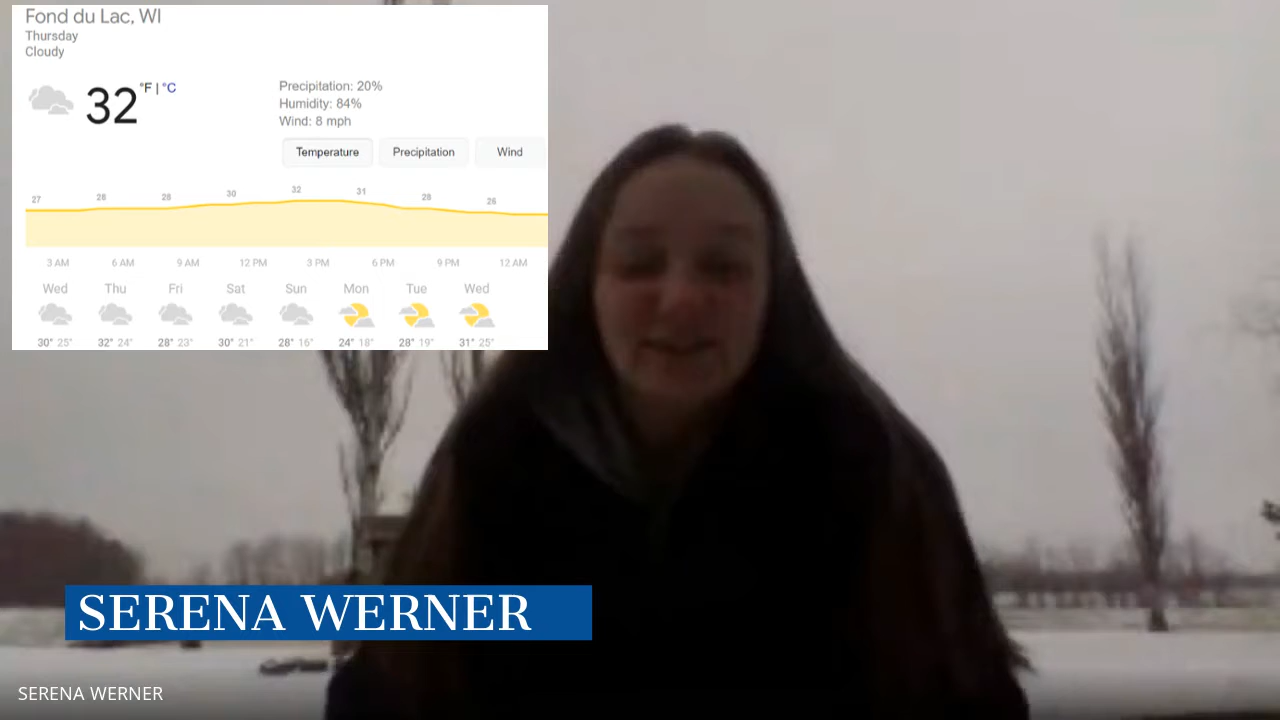 Fond du Lac, WI
Thursday
Cloudy
32 °F | °C
Precipitation: 20%
Humidity: 84%
Wind: 8 mph
Temperature Precipitation Wind
27 28 28 30 32 31 28 26
3 AM 6 AM 9 AM 12 PM 3 PM 6 PM 9 PM 12 AM
Wed Thu Fri Sat Sun Mon Tue Wed
30° 25° 32° 24° 28° 23° 30° 21° 28° 16° 24° 18° 28° 19° 31° 25°
SERENA WERNER
SERENA WERNER